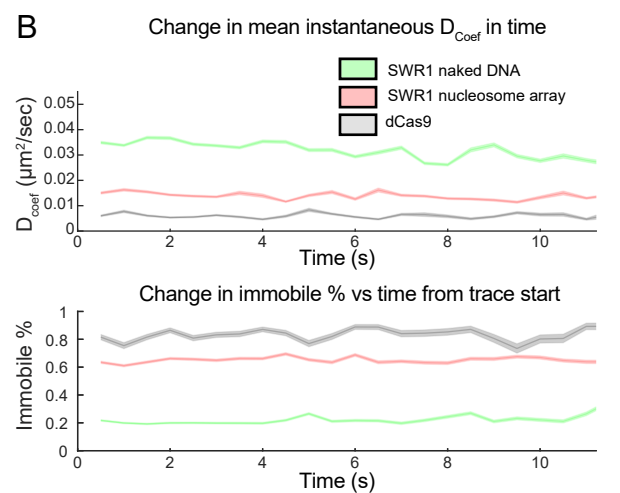 B
Change in mean instantaneous D_Coef in time
SWR1 naked DNA
SWR1 nucleosome array
dCas9
D_coef (μm²/sec)
0.05
0.04
0.03
0.02
0.01
0
0 2 4 6 8 10
Time (s)
Change in immobile % vs time from trace start
Immobile %
1
0.8
0.6
0.4
0.2
0
0 2 4 6 8 10
Time (s)